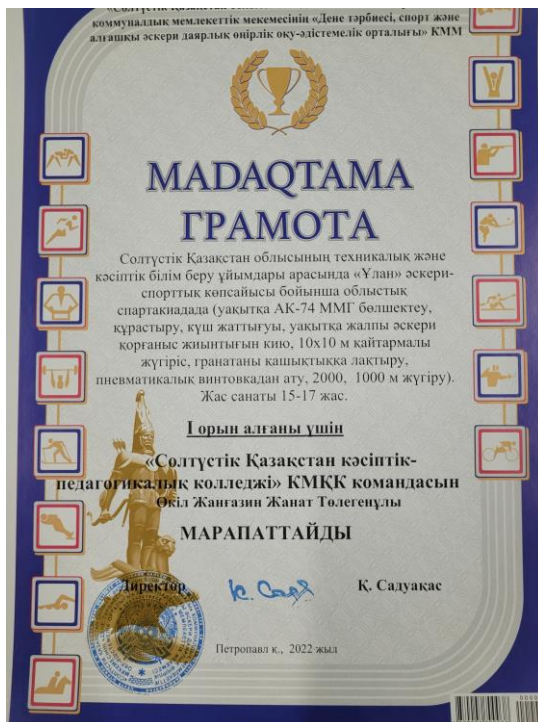 коммуналдық мемлекеттік мекемесінің «Дене тәрбиесі, спорт және
алғашқы әскери даярлық өңірлік оқу-әдістемелік орталығы» КММ
MADAQTAMA
ГРАМОТА
Солтүстік Қазақстан облысының техникалық және
кәсіптік білім беру ұйымдары арасында «Ұлан» әскери-
спорттық көпсайысы бойынша облыстық
спартакиадада (уақытқа АК-74 ММГ бөлшектеу,
құрастыру, күш жаттығуы, уақытқа жалпы әскери
қорғаныс жиынтығын кию, 10х10 м қайтармалы
жүгіріс, гранатаны қашықтыққа лақтыру,
пневматикалық винтовкадан ату, 2000, 1000 м жүгіру).
Жас санаты 15-17 жас.
І орын алғаны үшін
«Солтүстік Қазақстан кәсіптік-
педагогикалық колледжі» КМҚК командасын
Өкіл Жанғазин Жанат Төлегенұлы
МАРАПАТТАЙДЫ
Директор Қ. Садуақас
Петропавл қ., 2022 жыл